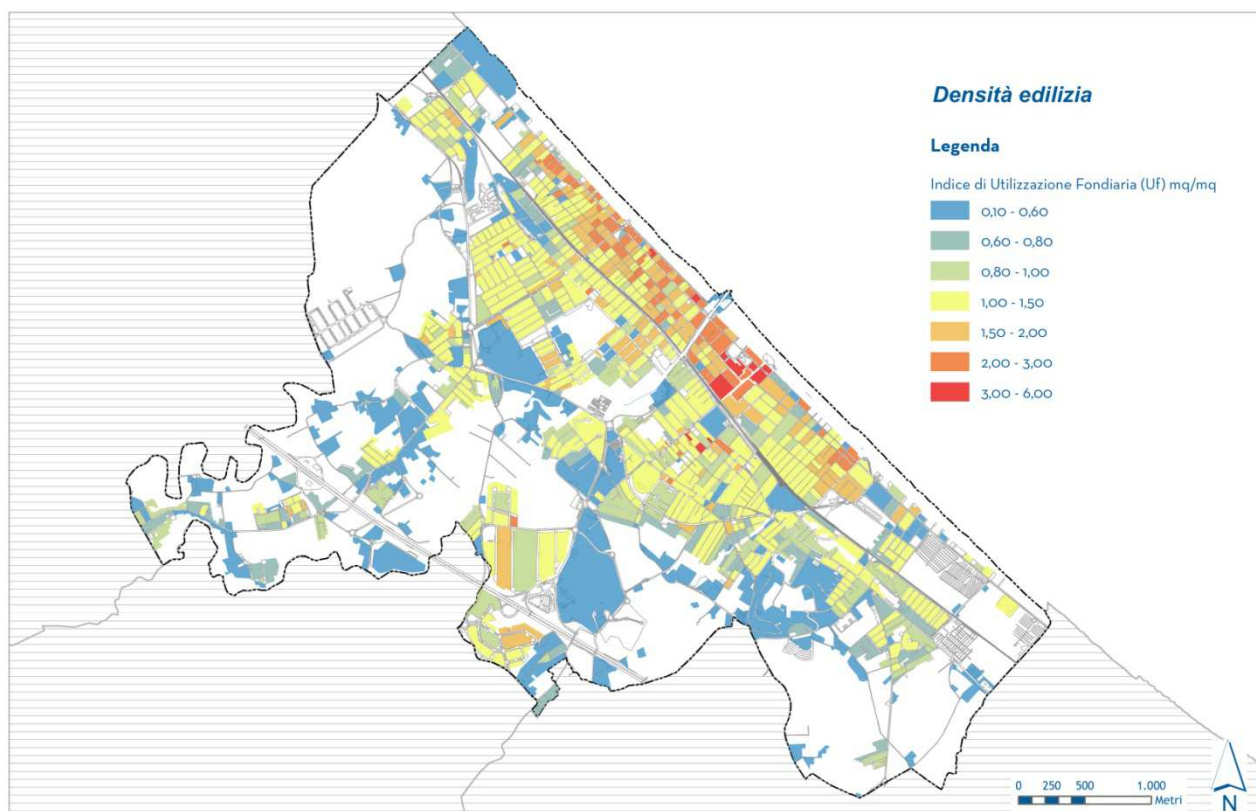 Densità edilizia
Legenda
Indice di Utilizzazione Fondiaria (Uf) mq/mq
0,10 - 0,60
0,60 - 0,80
0,80 - 1,00
1,00 - 1,50
1,50 - 2,00
2,00 - 3,00
3,00 - 6,00
0 250 500 1.000
Metri
N